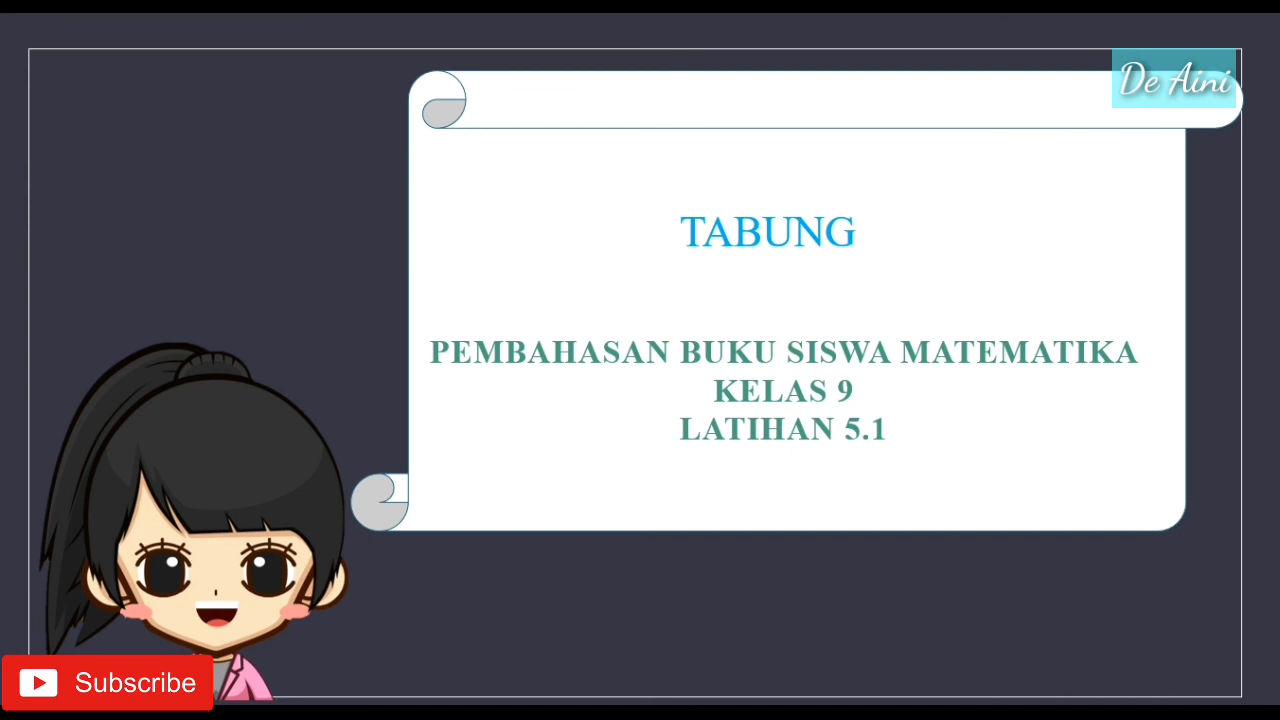 De Aini
TABUNG
PEMBAHASAN BUKU SISWA MATEMATIKA
KELAS 9
LATIHAN 5.1
Subscribe